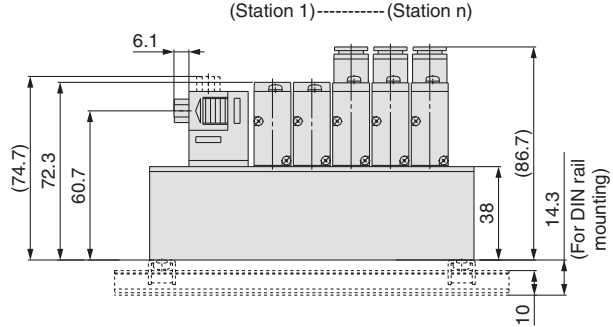 (Station 1)----------(Station n)
6.1
(74.7)
72.3
60.7
38
(86.7)
14.3
(For DIN rail
mounting)
10